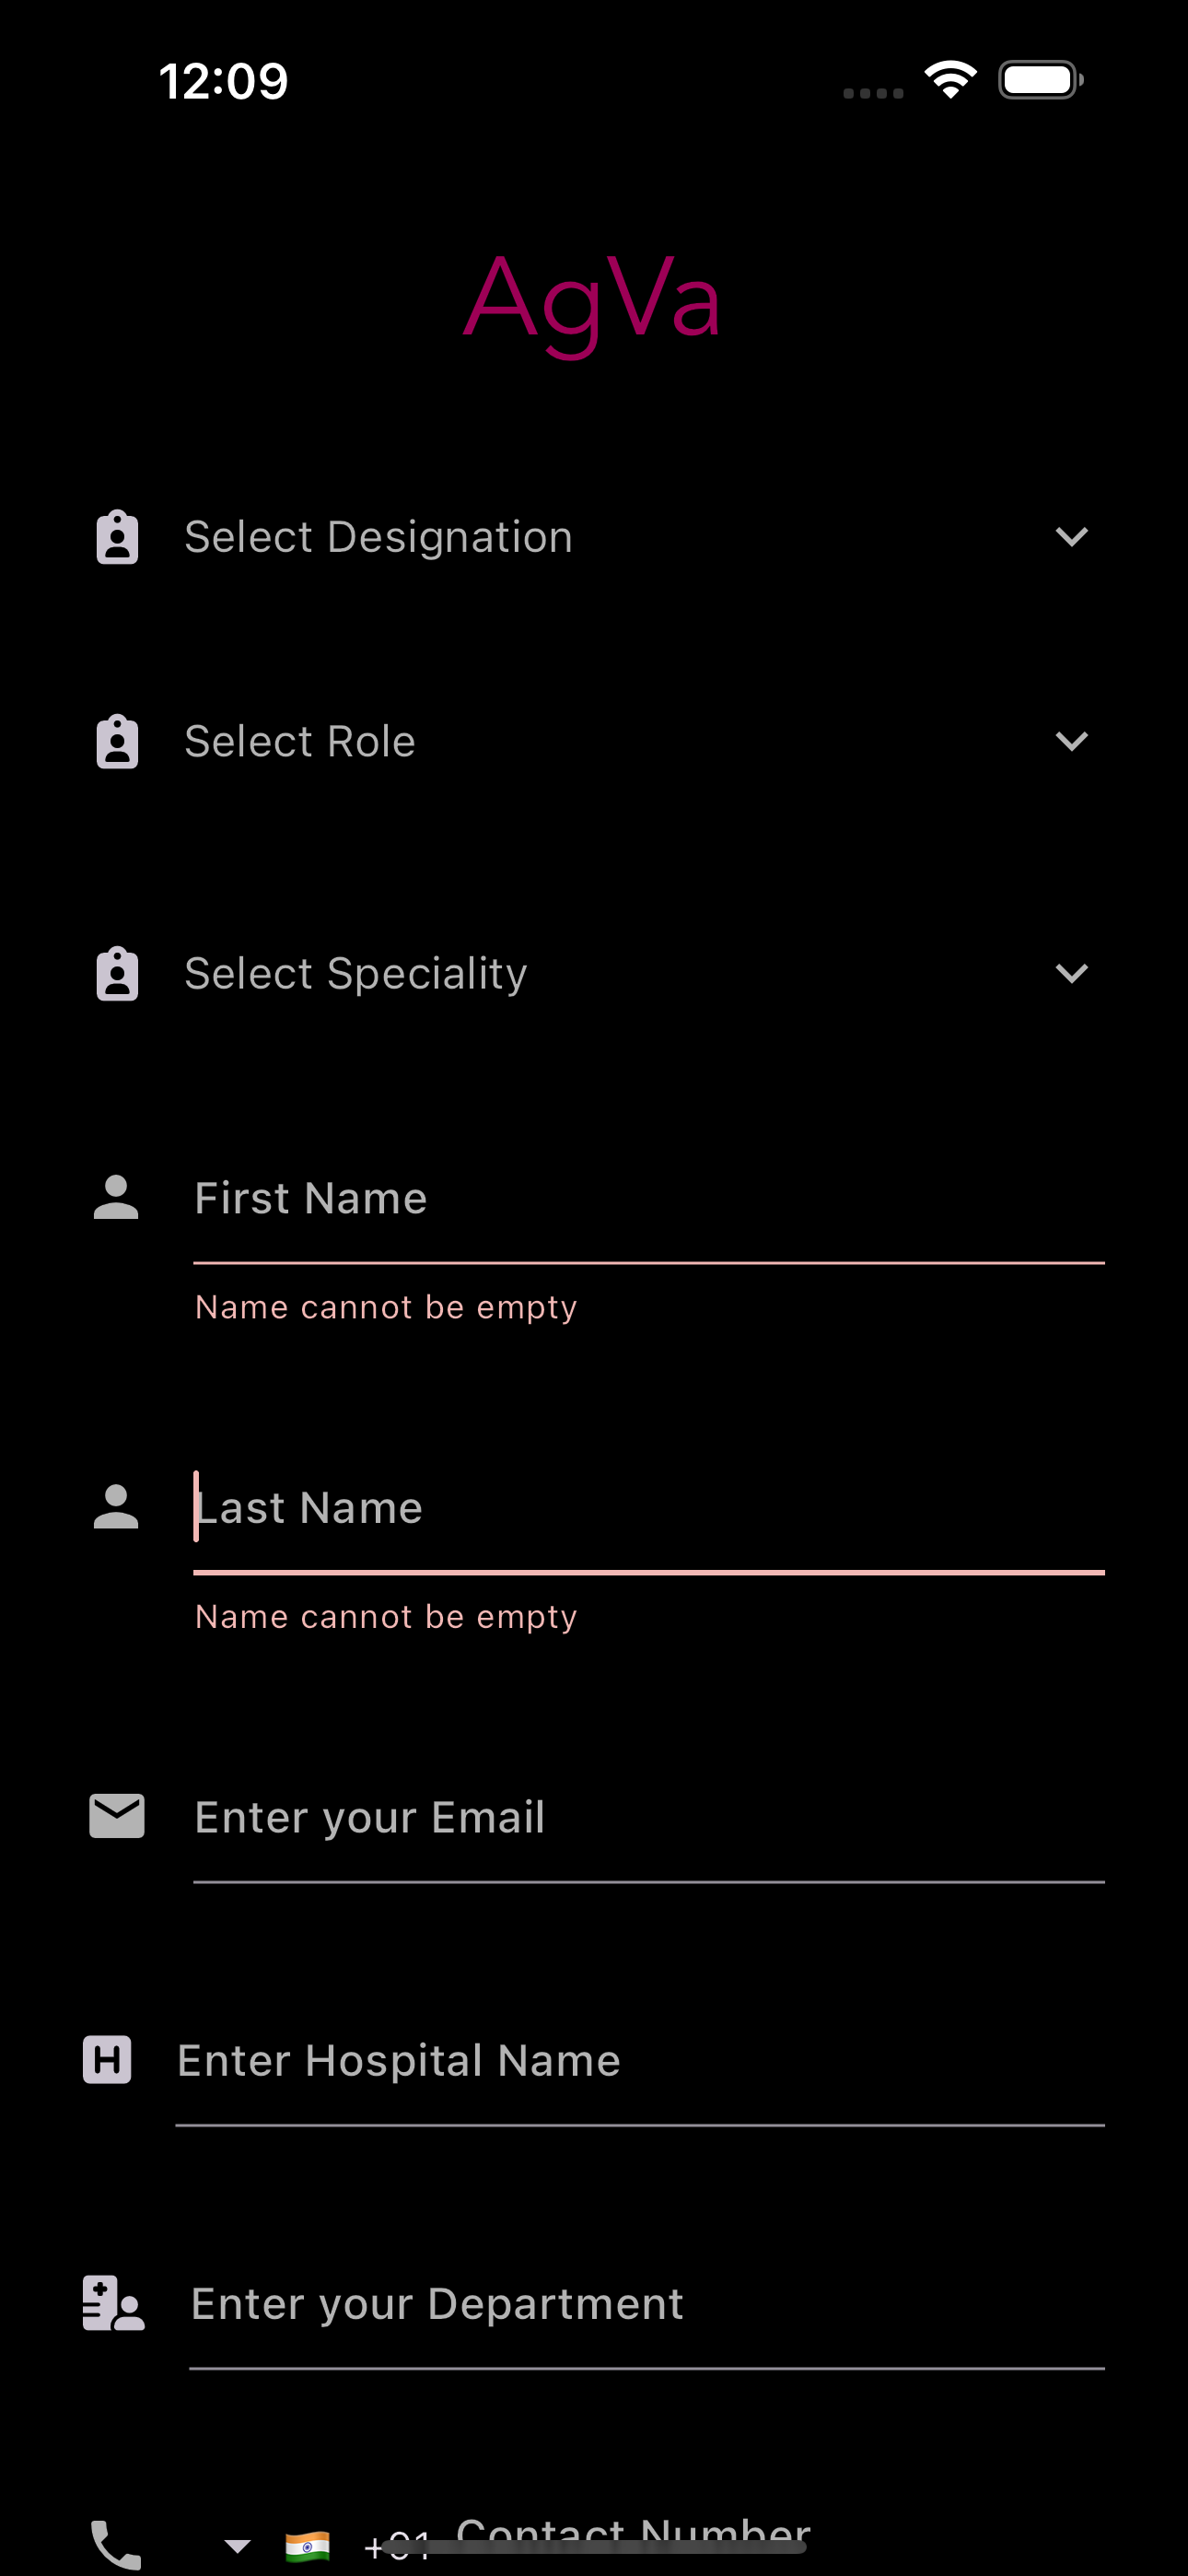 12:09
AgVa
Select Designation
Select Role
Select Speciality
First Name
Name cannot be empty
Last Name
Name cannot be empty
Enter your Email
H Enter Hospital Name
Enter your Department
+91 Contact Number